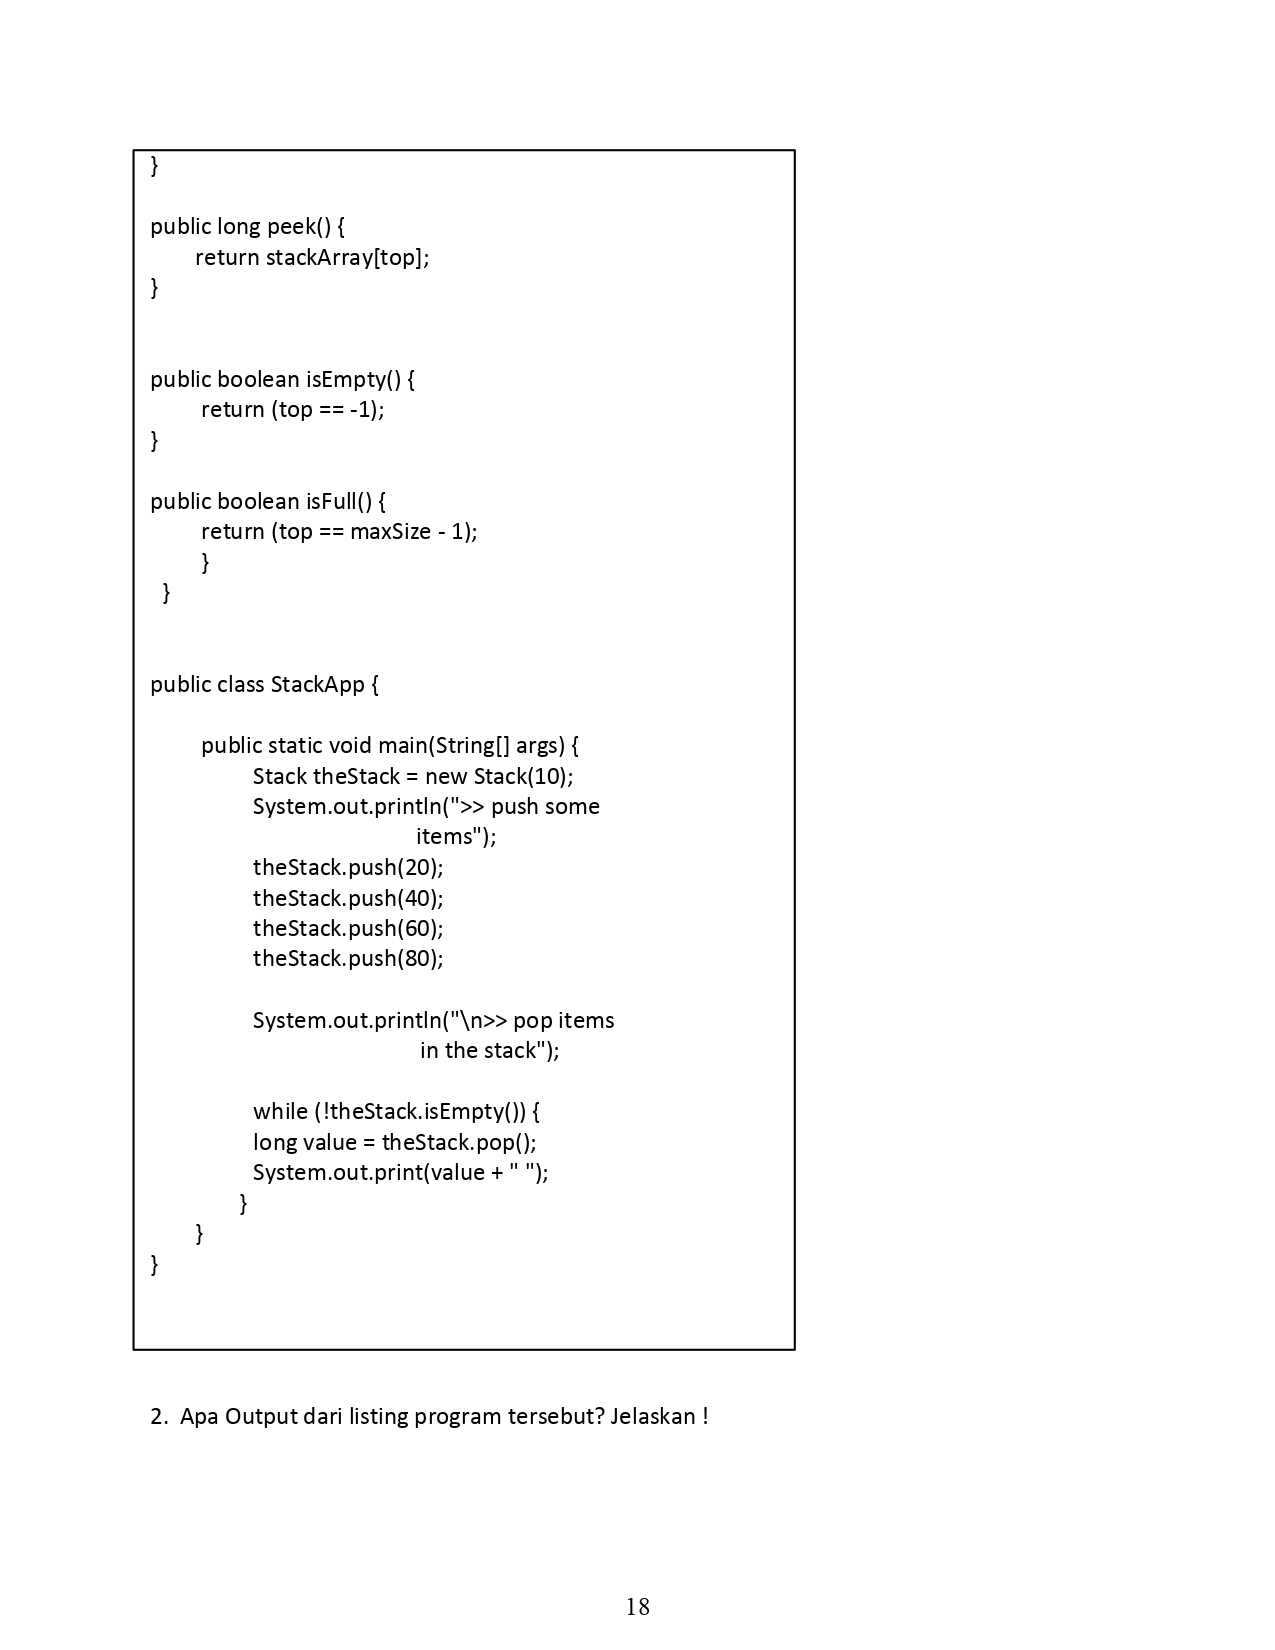 }
public long peek() {
return stackArray[top];
}
public boolean isEmpty() {
return (top == -1);
}
public boolean isFull() {
return (top == maxSize - 1);
}
}
public class StackApp {
public static void main(String[] args) {
Stack theStack = new Stack(10);
System.out.println(">> push some
items");
theStack.push(20);
theStack.push(40);
theStack.push(60);
theStack.push(80);
System.out.println("\n>> pop items
in the stack");
while (!theStack.isEmpty()) {
long value = theStack.pop();
System.out.print(value + " ");
}
}
}
2. Apa Output dari listing program tersebut? Jelaskan !
18